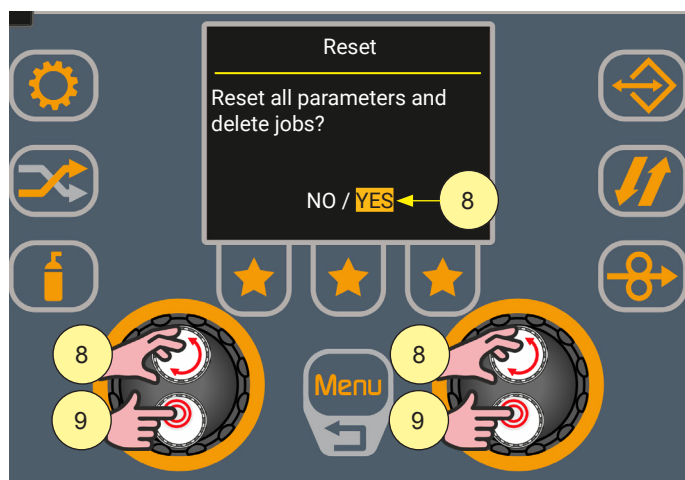 Reset
Reset all parameters and
delete jobs?
NO / YES
8
8
8
9
9
Menu